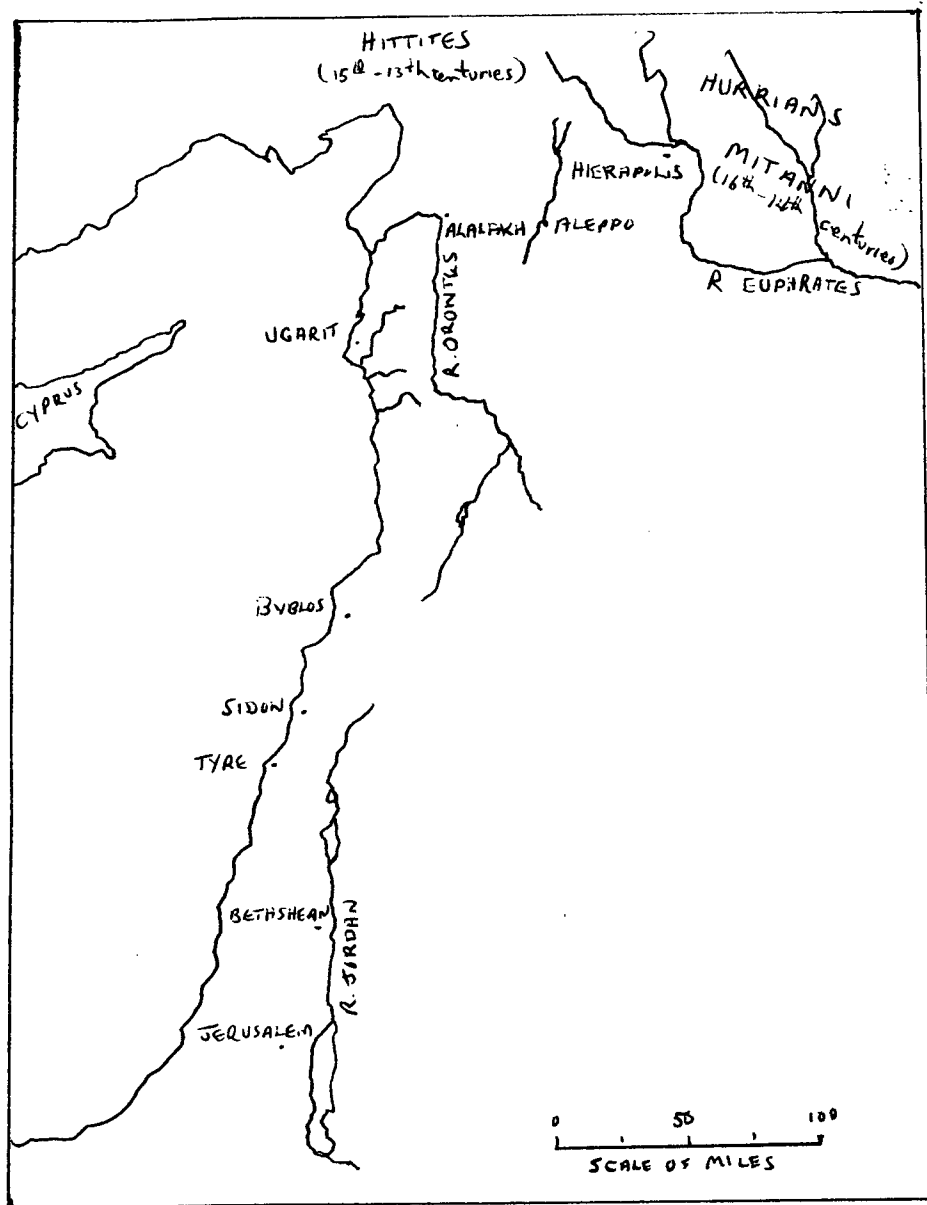 HITTITES
(15th - 13th centuries)
HURRIANS
MITANNI
(16th - 14th
centuries)
HIERAPOLIS
ALALAKH
ALEPPO
R. ORONTES
R EUPHRATES
UGARIT
CYPRUS
BYBLOS
SIDON
TYRE
BETHSHEAN
R. JORDAN
JERUSALEM
0 50 100
SCALE OF MILES